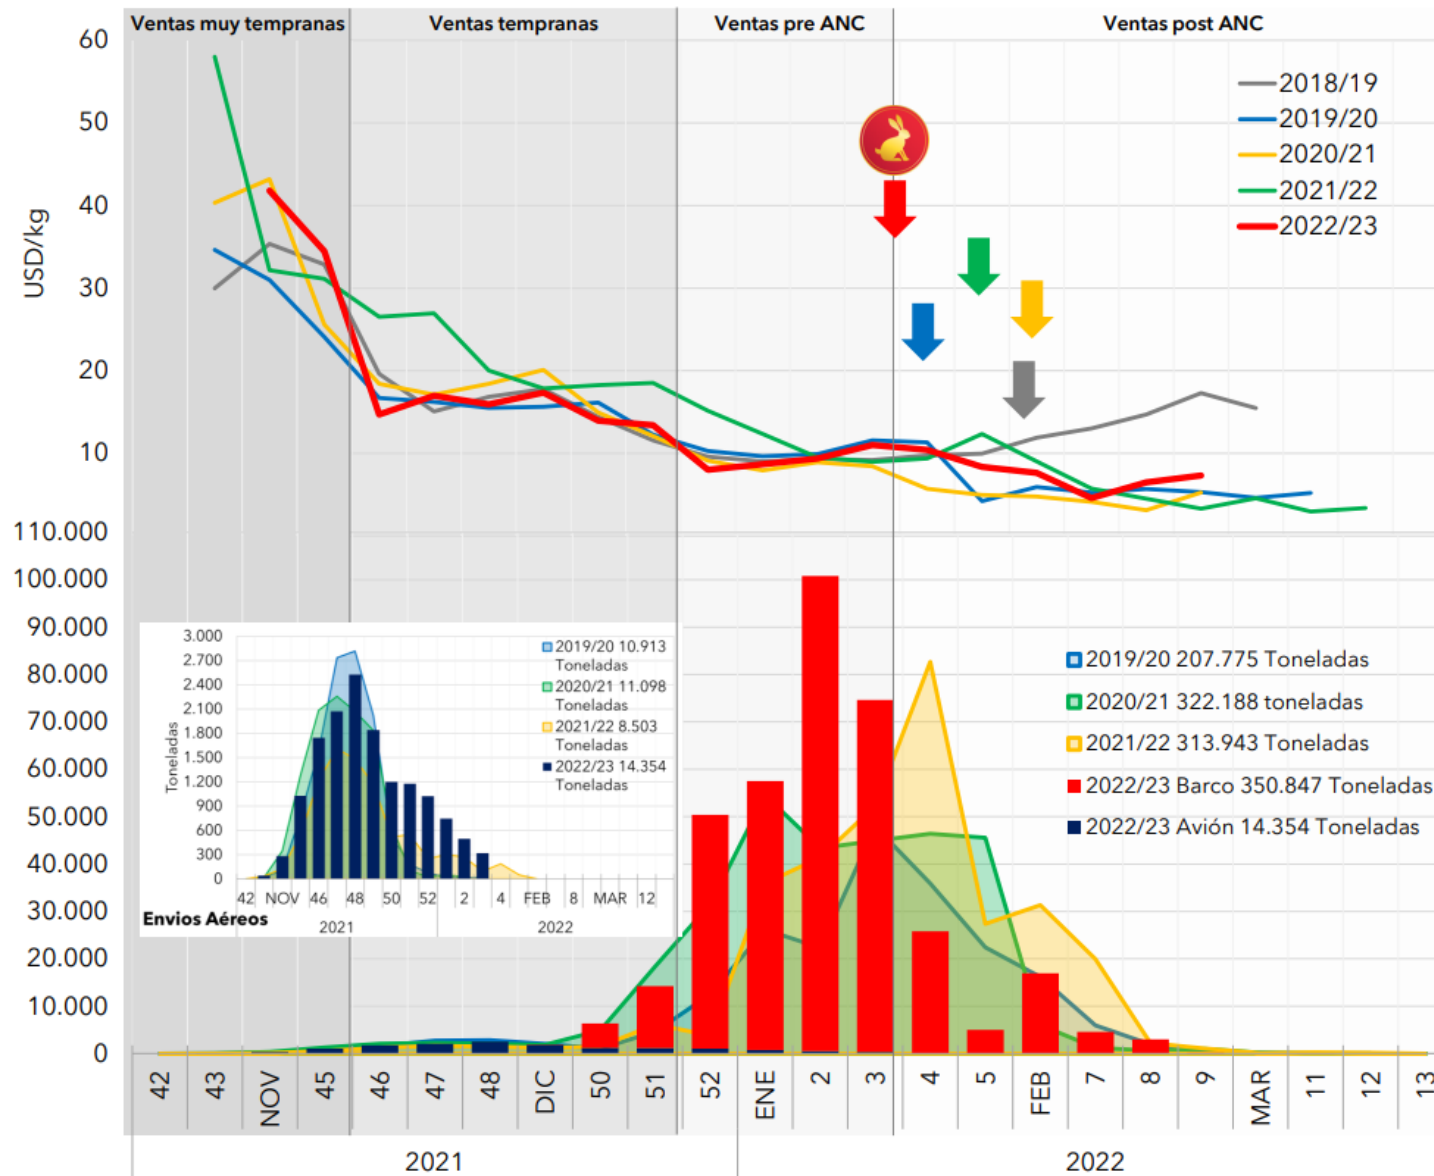 Ventas muy tempranas Ventas tempranas Ventas pre ANC Ventas post ANC
60
50
40
30
20
10
USD/kg
2018/19
2019/20
2020/21
2021/22
2022/23
110.000
100.000
90.000
80.000
70.000
60.000
50.000
40.000
30.000
20.000
10.000
0
3.000
2.700
2.400
2.100
1.800
1.500
1.200
900
600
300
0
Toneladas
2019/20 10.913
Toneladas
2020/21 11.098
Toneladas
2021/22 8.503
Toneladas
2022/23 14.354
Toneladas
42 NOV 46 48 50 52 2 4 FEB 8 MAR 12
Envios Aéreos
2021 2022
2019/20 207.775 Toneladas
2020/21 322.188 toneladas
2021/22 313.943 Toneladas
2022/23 Barco 350.847 Toneladas
2022/23 Avión 14.354 Toneladas
42 43 NOV 45 46 47 48 DIC 50 51 52 ENE 2 3 4 5 FEB 7 8 9 MAR 11 12 13
2021 2022